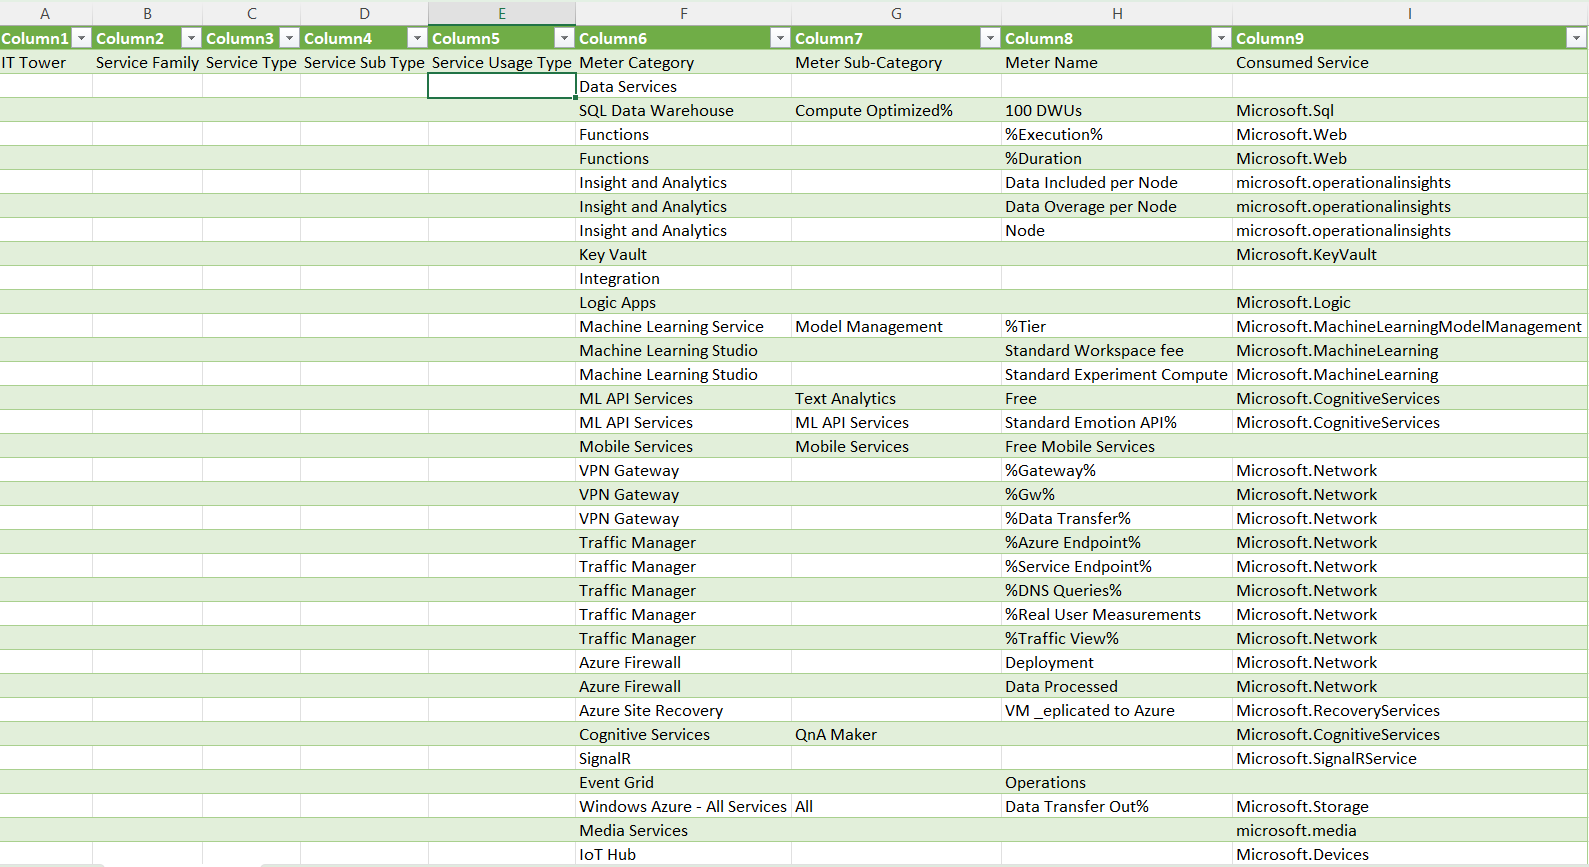 A B C D E F G H I
Column1 Column2 Column3 Column4 Column5 Column6 Column7 Column8 Column9
IT Tower Service Family Service Type Service Sub Type Service Usage Type Meter Category Meter Sub-Category Meter Name Consumed Service
Data Services
SQL Data Warehouse Compute Optimized% 100 DWUs Microsoft.Sql
Functions %Execution% Microsoft.Web
Functions %Duration Microsoft.Web
Insight and Analytics Data Included per Node microsoft.operationalinsights
Insight and Analytics Data Overage per Node microsoft.operationalinsights
Insight and Analytics Node microsoft.operationalinsights
Key Vault Microsoft.KeyVault
Integration
Logic Apps Microsoft.Logic
Machine Learning Service Model Management %Tier Microsoft.MachineLearningModelManagement
Machine Learning Studio Standard Workspace fee Microsoft.MachineLearning
Machine Learning Studio Standard Experiment Compute Microsoft.MachineLearning
ML API Services Text Analytics Free Microsoft.CognitiveServices
ML API Services ML API Services Standard Emotion API% Microsoft.CognitiveServices
Mobile Services Mobile Services Free Mobile Services
VPN Gateway %Gateway% Microsoft.Network
VPN Gateway %Gw% Microsoft.Network
VPN Gateway %Data Transfer% Microsoft.Network
Traffic Manager %Azure Endpoint% Microsoft.Network
Traffic Manager %Service Endpoint% Microsoft.Network
Traffic Manager %DNS Queries% Microsoft.Network
Traffic Manager %Real User Measurements Microsoft.Network
Traffic Manager %Traffic View% Microsoft.Network
Azure Firewall Deployment Microsoft.Network
Azure Firewall Data Processed Microsoft.Network
Azure Site Recovery VM _eplicated to Azure Microsoft.RecoveryServices
Cognitive Services QnA Maker Microsoft.CognitiveServices
SignalR Microsoft.SignalRService
Event Grid Operations
Windows Azure - All Services All Data Transfer Out% Microsoft.Storage
Media Services microsoft.media
IoT Hub Microsoft.Devices